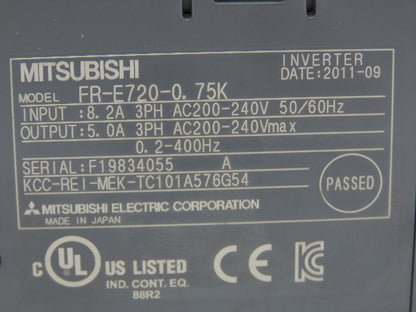 MITSUBISHI
INVERTER
DATE:2011-09
MODEL FR-E720-0.75K
INPUT :8.2A 3PH AC200-240V 50/60Hz
OUTPUT:5.0A 3PH AC200-240Vmax
0.2-400Hz
SERIAL:F19834055 A
KCC-REI-MEK-TC101A576G54
PASSED
MITSUBISHI ELECTRIC CORPORATION
MADE IN JAPAN
C UL US LISTED
IND. CONT. EQ.
88R2
CE